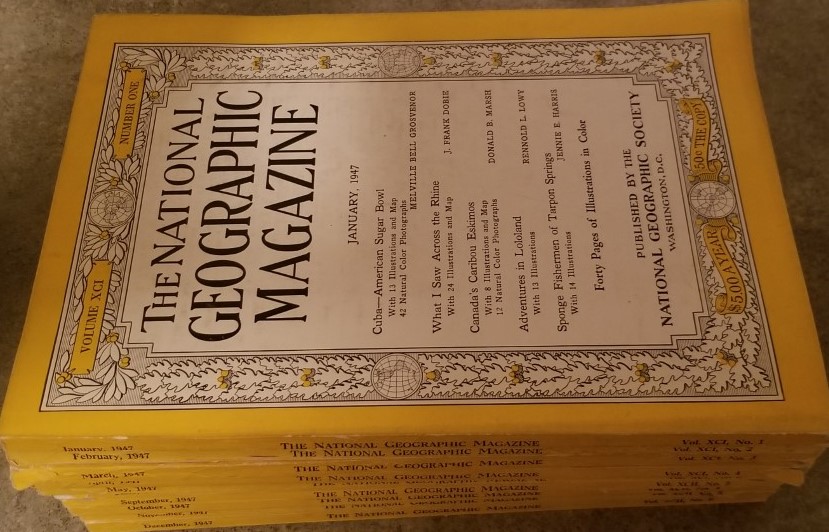 NUMBER ONE
VOLUME XCI
THE NATIONAL
GEOGRAPHIC
MAGAZINE
JANUARY, 1947
Cuba—American Sugar Bowl
With 13 Illustrations and Map
42 Natural Color Photographs
MELVILLE BELL GROSVENOR
What I Saw Across the Rhine
With 24 Illustrations and Map
J. FRANK DOBIE
Canada's Caribou Eskimos
With 8 Illustrations and Map
12 Natural Color Photographs
DONALD B. MARSH
Adventures in Lololand
With 13 Illustrations
RENNOLD L. LOWY
Sponge Fishermen of Tarpon Springs
With 14 Illustrations
JENNIE E. HARRIS
Forty Pages of Illustrations in Color
PUBLISHED BY THE
NATIONAL GEOGRAPHIC SOCIETY
WASHINGTON, D.C.
$5.00 A YEAR
50c THE COPY
January, 1947 THE NATIONAL GEOGRAPHIC MAGAZINE Vol. XCI, No. 1
February, 1947 THE NATIONAL GEOGRAPHIC MAGAZINE Vol. XCI, No. 2
March, 1947 THE NATIONAL GEOGRAPHIC MAGAZINE Vol. XCI, No. 3
THE NATIONAL GEOGRAPHIC MAGAZINE
May, 1947
September, 1947 THE NATIONAL GEOGRAPHIC MAGAZINE
October, 1947 THE NATIONAL GEOGRAPHIC MAGAZINE
November, 1947 THE NATIONAL GEOGRAPHIC MAGAZINE
December, 1947 THE NATIONAL GEOGRAPHIC MAGAZINE